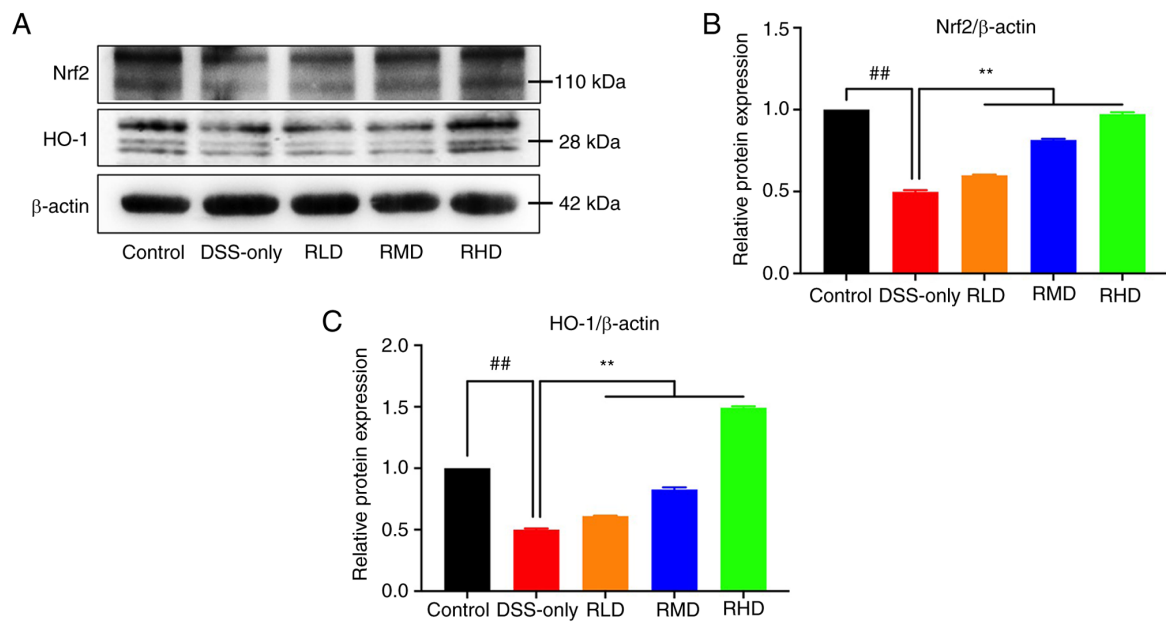 A
Nrf2
110 kDa
HO-1
28 kDa
β-actin
42 kDa
Control DSS-only RLD RMD RHD
B
Nrf2/β-actin
Relative protein expression
1.5
1.0
0.5
0.0
##
**
Control DSS-only RLD RMD RHD
C
HO-1/β-actin
Relative protein expression
2.0
1.5
1.0
0.5
0.0
##
**
Control DSS-only RLD RMD RHD